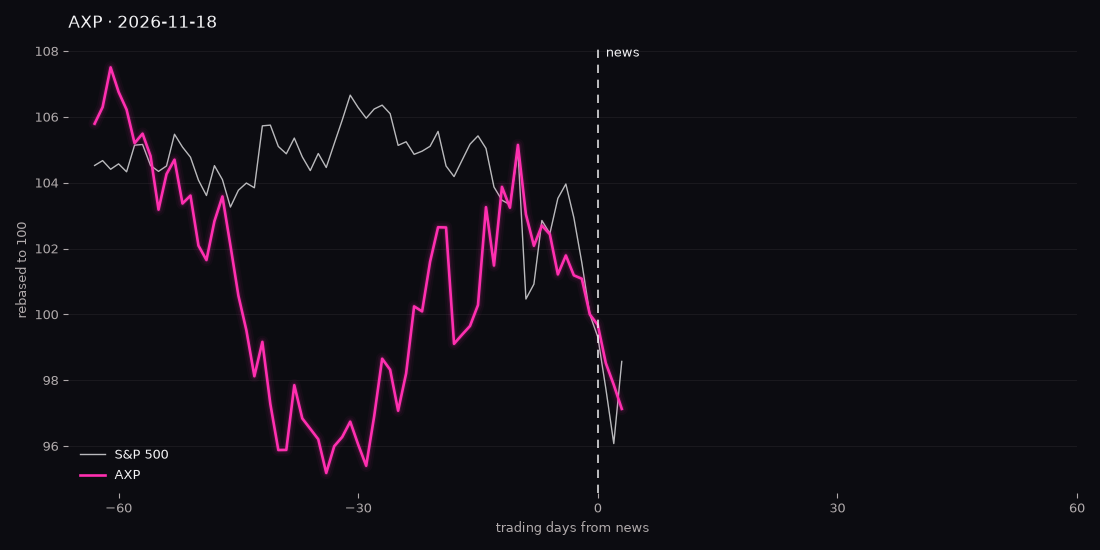 AXP · 2026-11-18
news
108
106
104
102
100
98
96
rebased to 100
S&P 500
AXP
−60
−30
0
30
60
trading days from news